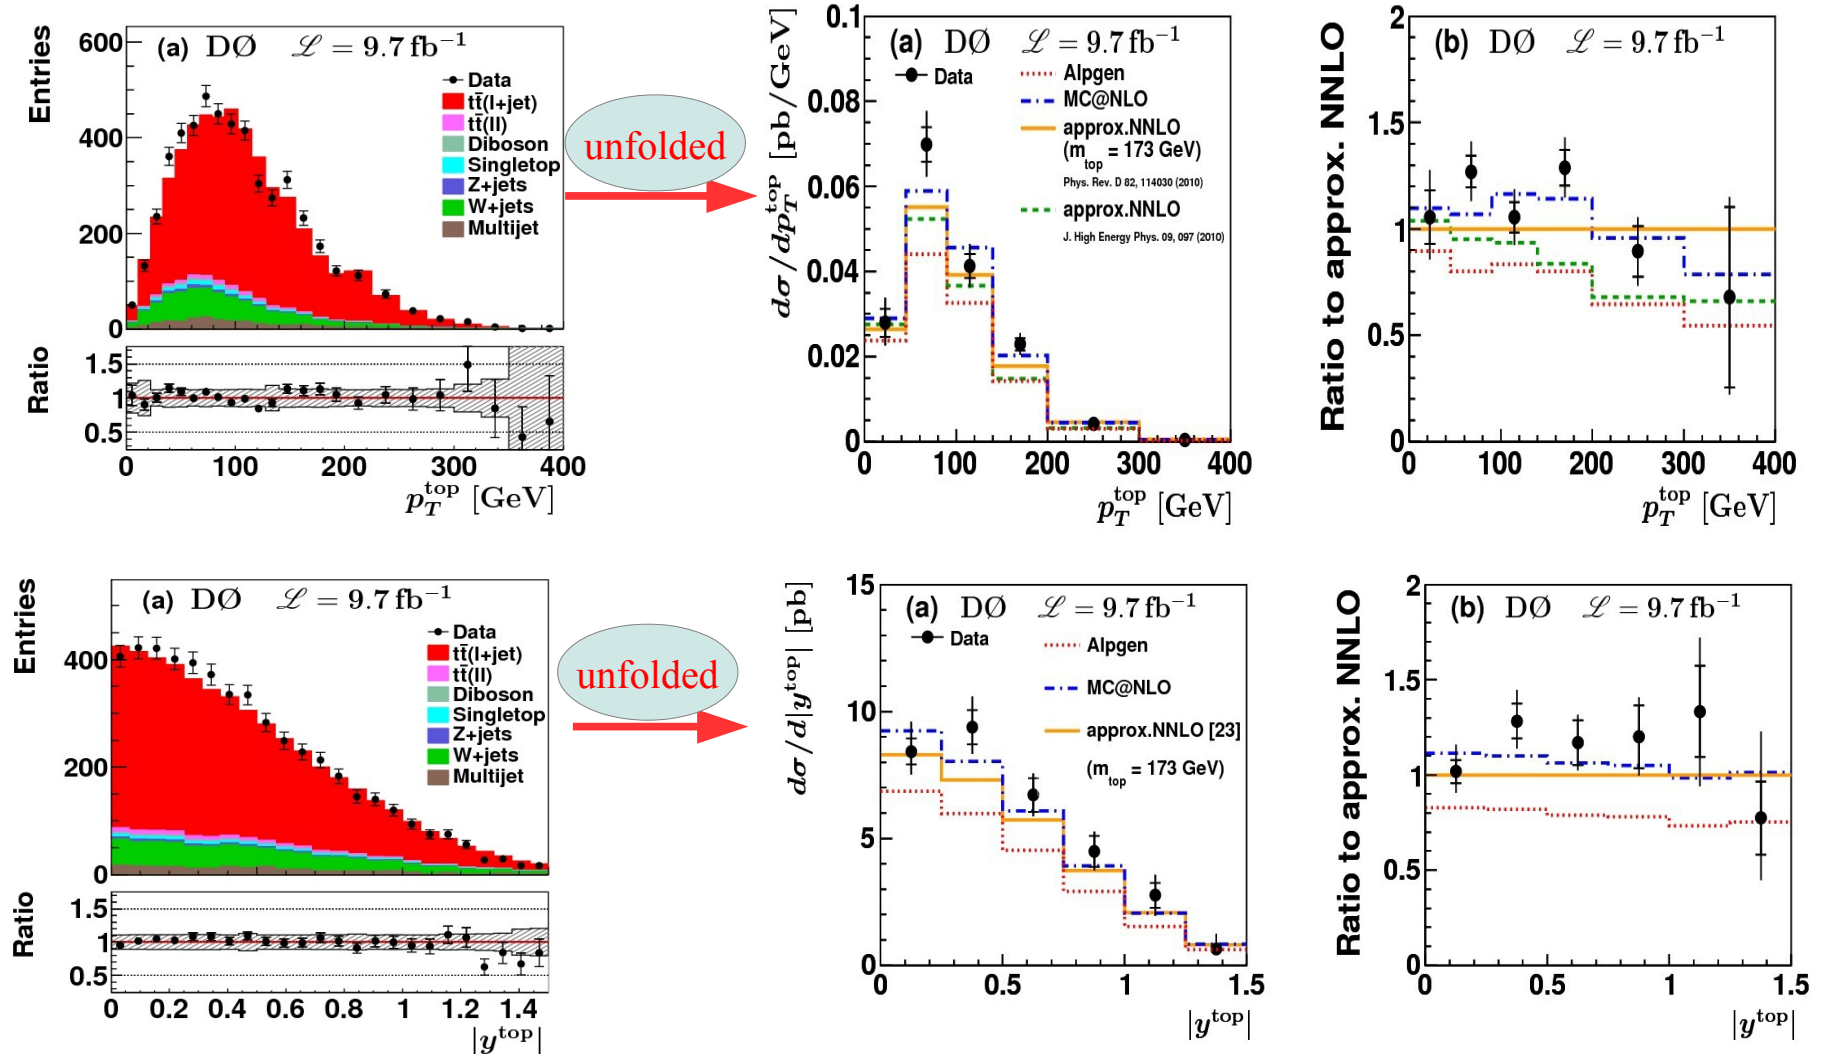 (a) DØ ℒ = 9.7 fb⁻¹
Entries
600
400
200
0
Data
tt̄(l+jet)
tt̄(ll)
Diboson
Singletop
Z+jets
W+jets
Multijet
Ratio
1.5
1
0.5
0 100 200 300 400
p_T^top [GeV]
unfolded
(a) DØ ℒ = 9.7 fb⁻¹
dσ/dp_T^top [pb/GeV]
0.1
0.08
0.06
0.04
0.02
0
Data
Alpgen
MC@NLO
approx.NNLO
(m_top = 173 GeV)
Phys. Rev. D 82, 114030 (2010)
approx.NNLO
J. High Energy Phys. 09, 097 (2010)
0 100 200 300 400
p_T^top [GeV]
(b) DØ ℒ = 9.7 fb⁻¹
Ratio to approx. NNLO
2
1.5
1
0.5
0
0 100 200 300 400
p_T^top [GeV]
(a) DØ ℒ = 9.7 fb⁻¹
Entries
400
200
0
Data
tt̄(l+jet)
tt̄(ll)
Diboson
Singletop
Z+jets
W+jets
Multijet
Ratio
1.5
1
0.5
0 0.2 0.4 0.6 0.8 1 1.2 1.4
|y^top|
unfolded
(a) DØ ℒ = 9.7 fb⁻¹
dσ/d|y^top| [pb]
15
10
5
0
Data
Alpgen
MC@NLO
approx.NNLO [23]
(m_top = 173 GeV)
0 0.5 1 1.5
|y^top|
(b) DØ ℒ = 9.7 fb⁻¹
Ratio to approx. NNLO
2
1.5
1
0.5
0
0 0.5 1 1.5
|y^top|